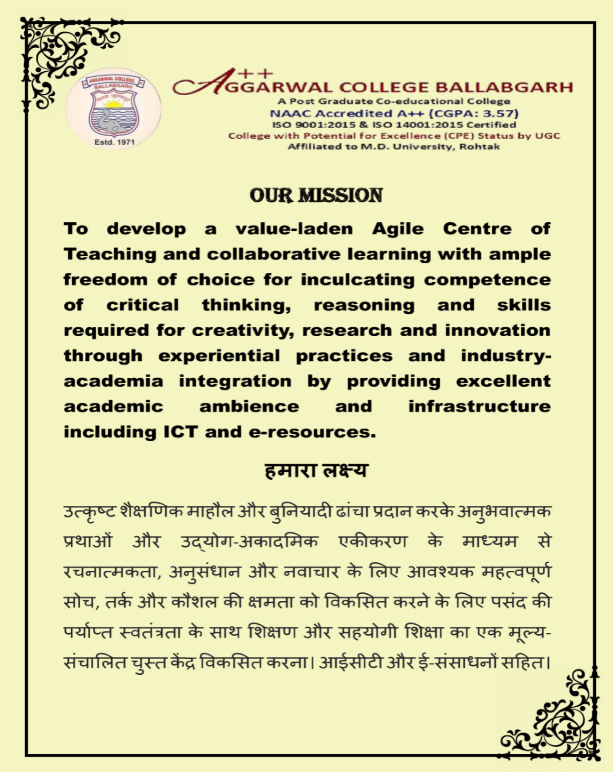 AGGARWAL COLLEGE
BALLABGARH
Estd. 1971
A++
AGGARWAL COLLEGE BALLABGARH
A Post Graduate Co-educational College
NAAC Accredited A++ (CGPA: 3.57)
ISO 9001:2015 & ISO 14001:2015 Certified
College with Potential for Excellence (CPE) Status by UGC
Affiliated to M.D. University, Rohtak
OUR MISSION
To develop a value-laden Agile Centre of
Teaching and collaborative learning with ample
freedom of choice for inculcating competence
of critical thinking, reasoning and skills
required for creativity, research and innovation
through experiential practices and industry-
academia integration by providing excellent
academic ambience and infrastructure
including ICT and e-resources.
हमारा लक्ष्य
उत्कृष्ट शैक्षणिक माहौल और बुनियादी ढांचा प्रदान करके अनुभवात्मक
प्रथाओं और उद्योग-अकादमिक एकीकरण के माध्यम से
रचनात्मकता, अनुसंधान और नवाचार के लिए आवश्यक महत्वपूर्ण
सोच, तर्क और कौशल की क्षमता को विकसित करने के लिए पसंद की
पर्याप्त स्वतंत्रता के साथ शिक्षण और सहयोगी शिक्षा का एक मूल्य-
संचालित चुस्त केंद्र विकसित करना। आईसीटी और ई-संसाधनों सहित।